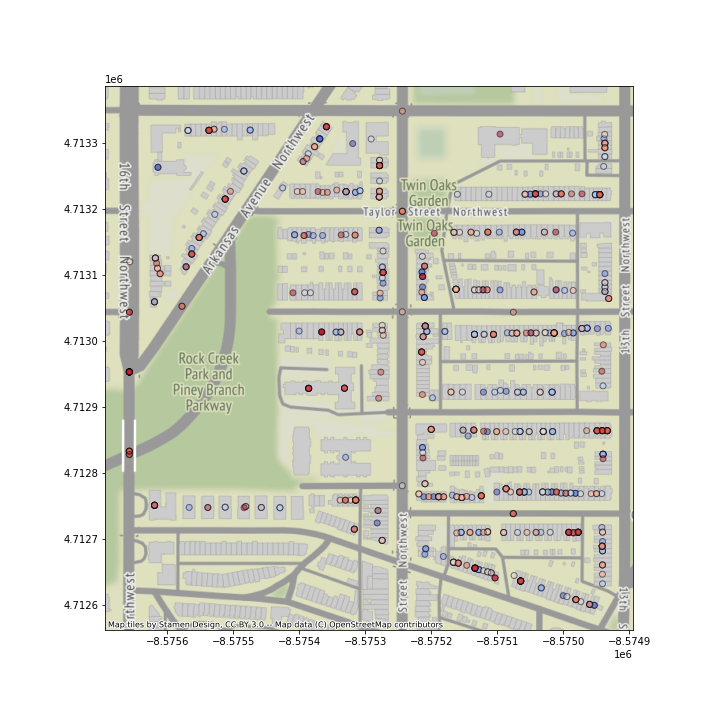 1e6
4.7133
4.7132
4.7131
4.7130
4.7129
4.7128
4.7127
4.7126
16th Street Northwest
Arkansas Avenue Northwest
Twin Oaks
Garden
Taylor Street Northwest
Twin Oaks
Garden
13th Street Northwest
Rock Creek
Park and
Piney Branch
Parkway
Northwest
Street Northwest
13th S
Map tiles by Stamen Design, CC BY 3.0 -- Map data (C) OpenStreetMap contributors
−8.5756 −8.5755 −8.5754 −8.5753 −8.5752 −8.5751 −8.5750 −8.5749
1e6